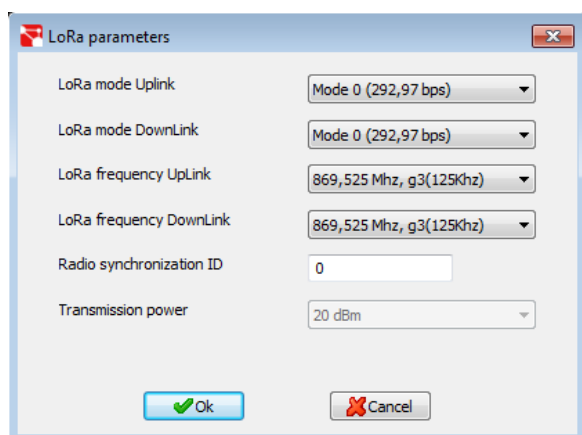 LoRa parameters
LoRa mode Uplink Mode 0 (292,97 bps)
LoRa mode DownLink Mode 0 (292,97 bps)
LoRa frequency UpLink 869,525 Mhz, g3(125Khz)
LoRa frequency DownLink 869,525 Mhz, g3(125Khz)
Radio synchronization ID 0
Transmission power 20 dBm
Ok Cancel